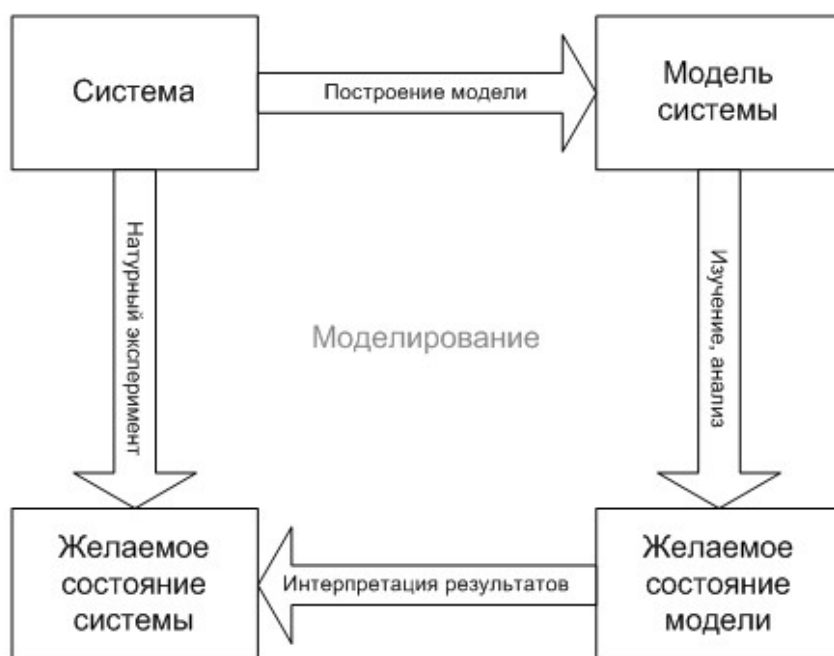 Система
Построение модели
Модель
системы
Натурный эксперимент
Моделирование
Изучение, анализ
Желаемое
состояние
системы
Интерпретация результатов
Желаемое
состояние
модели